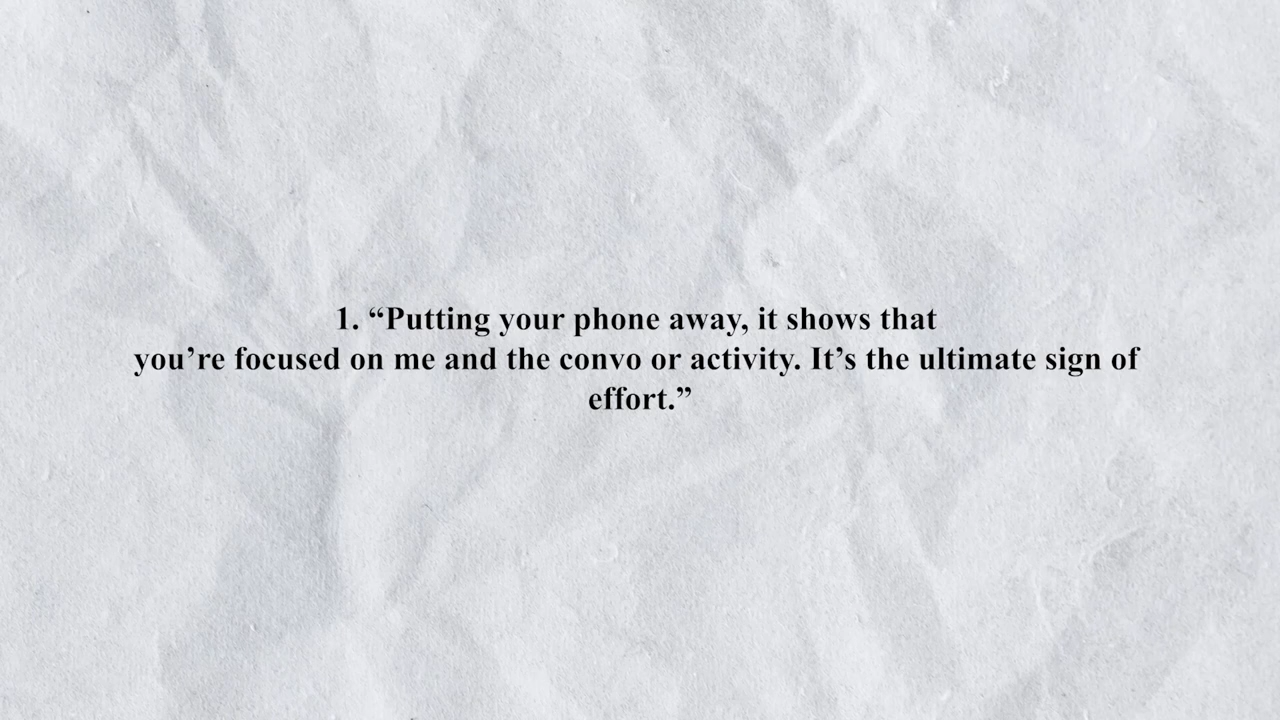 1. “Putting your phone away, it shows that
you’re focused on me and the convo or activity. It’s the ultimate sign of
effort.”